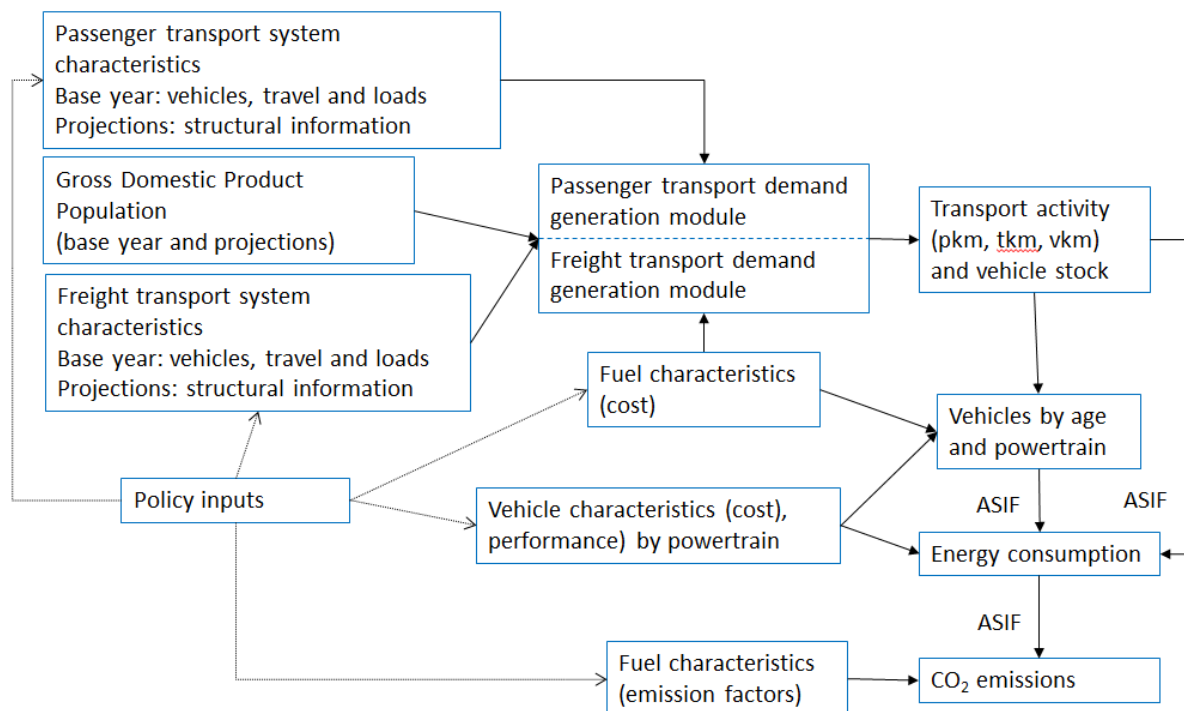 Passenger transport system
characteristics
Base year: vehicles, travel and loads
Projections: structural information
Gross Domestic Product
Population
(base year and projections)
Freight transport system
characteristics
Base year: vehicles, travel and loads
Projections: structural information
Passenger transport demand
generation module
Freight transport demand
generation module
Transport activity
(pkm, tkm, vkm)
and vehicle stock
Fuel characteristics
(cost)
Vehicles by age
and powertrain
Policy inputs
Vehicle characteristics (cost),
performance) by powertrain
ASIF
ASIF
Energy consumption
ASIF
Fuel characteristics
(emission factors)
CO₂ emissions